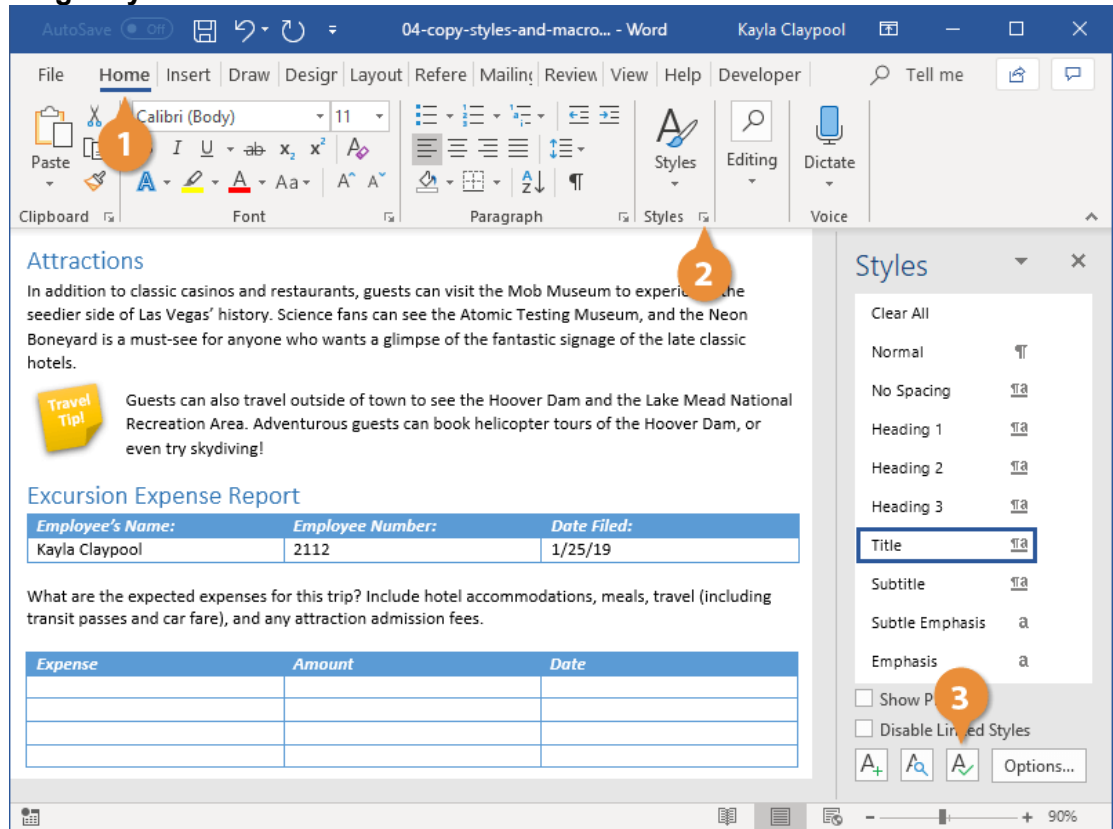 AutoSave Off 04-copy-styles-and-macro... - Word Kayla Claypool
File Home Insert Draw Desigr Layout Refere Mailing Review View Help Developer Tell me
Calibri (Body) 11
1
I U ab x₂ x² A
Paste
A A Aa A^ A˅ A Z ¶
Styles Editing Dictate
Clipboard Font Paragraph Styles Voice
2
Attractions
In addition to classic casinos and restaurants, guests can visit the Mob Museum to the
seedier side of Las Vegas' history. Science fans can see the Atomic Testing Museum, and the Neon
Boneyard is a must-see for anyone who wants a glimpse of the fantastic signage of the late classic
hotels.
Travel
Tip!
Guests can also travel outside of town to see the Hoover Dam and the Lake Mead National
Recreation Area. Adventurous guests can book helicopter tours of the Hoover Dam, or
even try skydiving!
Excursion Expense Report
Employee's Name: Employee Number: Date Filed:
Kayla Claypool 2112 1/25/19
What are the expected expenses for this trip? Include hotel accommodations, meals, travel (including
transit passes and car fare), and any attraction admission fees.
Expense Amount Date
Styles
Clear All
Normal ¶
No Spacing ¶a
Heading 1 ¶a
Heading 2 ¶a
Heading 3 ¶a
Title ¶a
Subtitle ¶a
Subtle Emphasis a
Emphasis a
Show
3
Disable Styles
Options...
90%